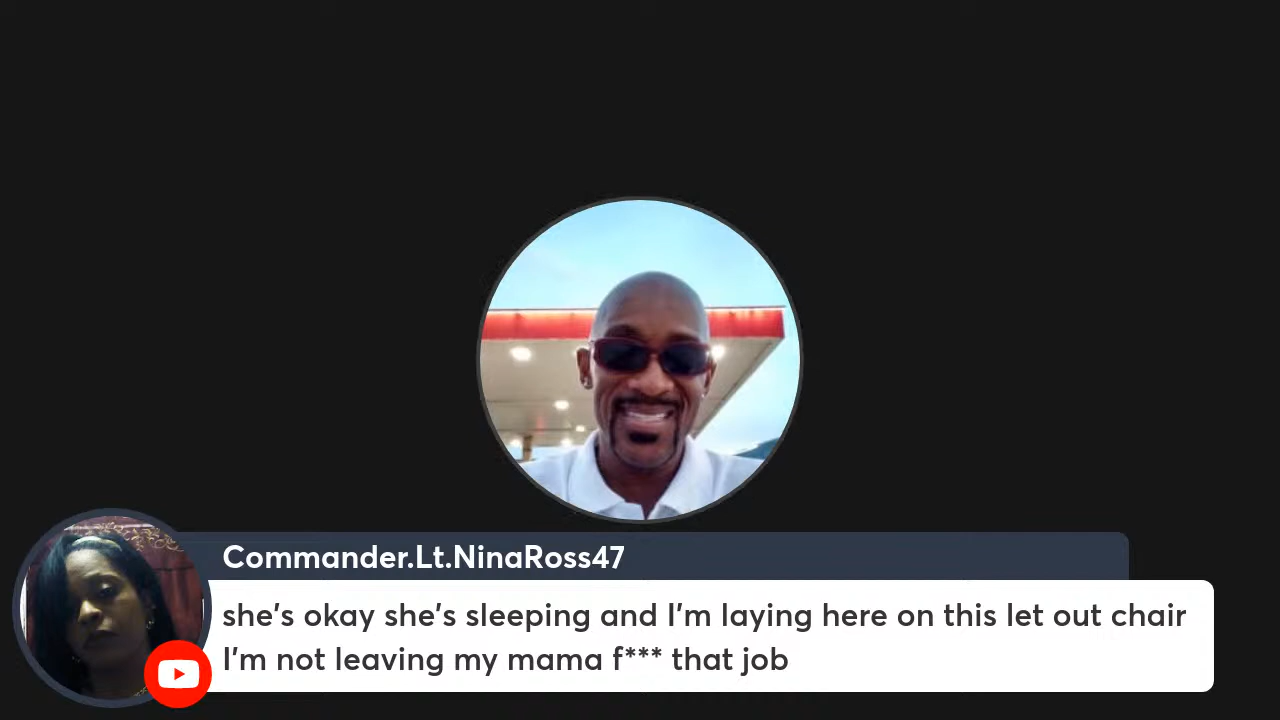 Commander.Lt.NinaRoss47
she's okay she's sleeping and I'm laying here on this let out chair
I'm not leaving my mama f*** that job